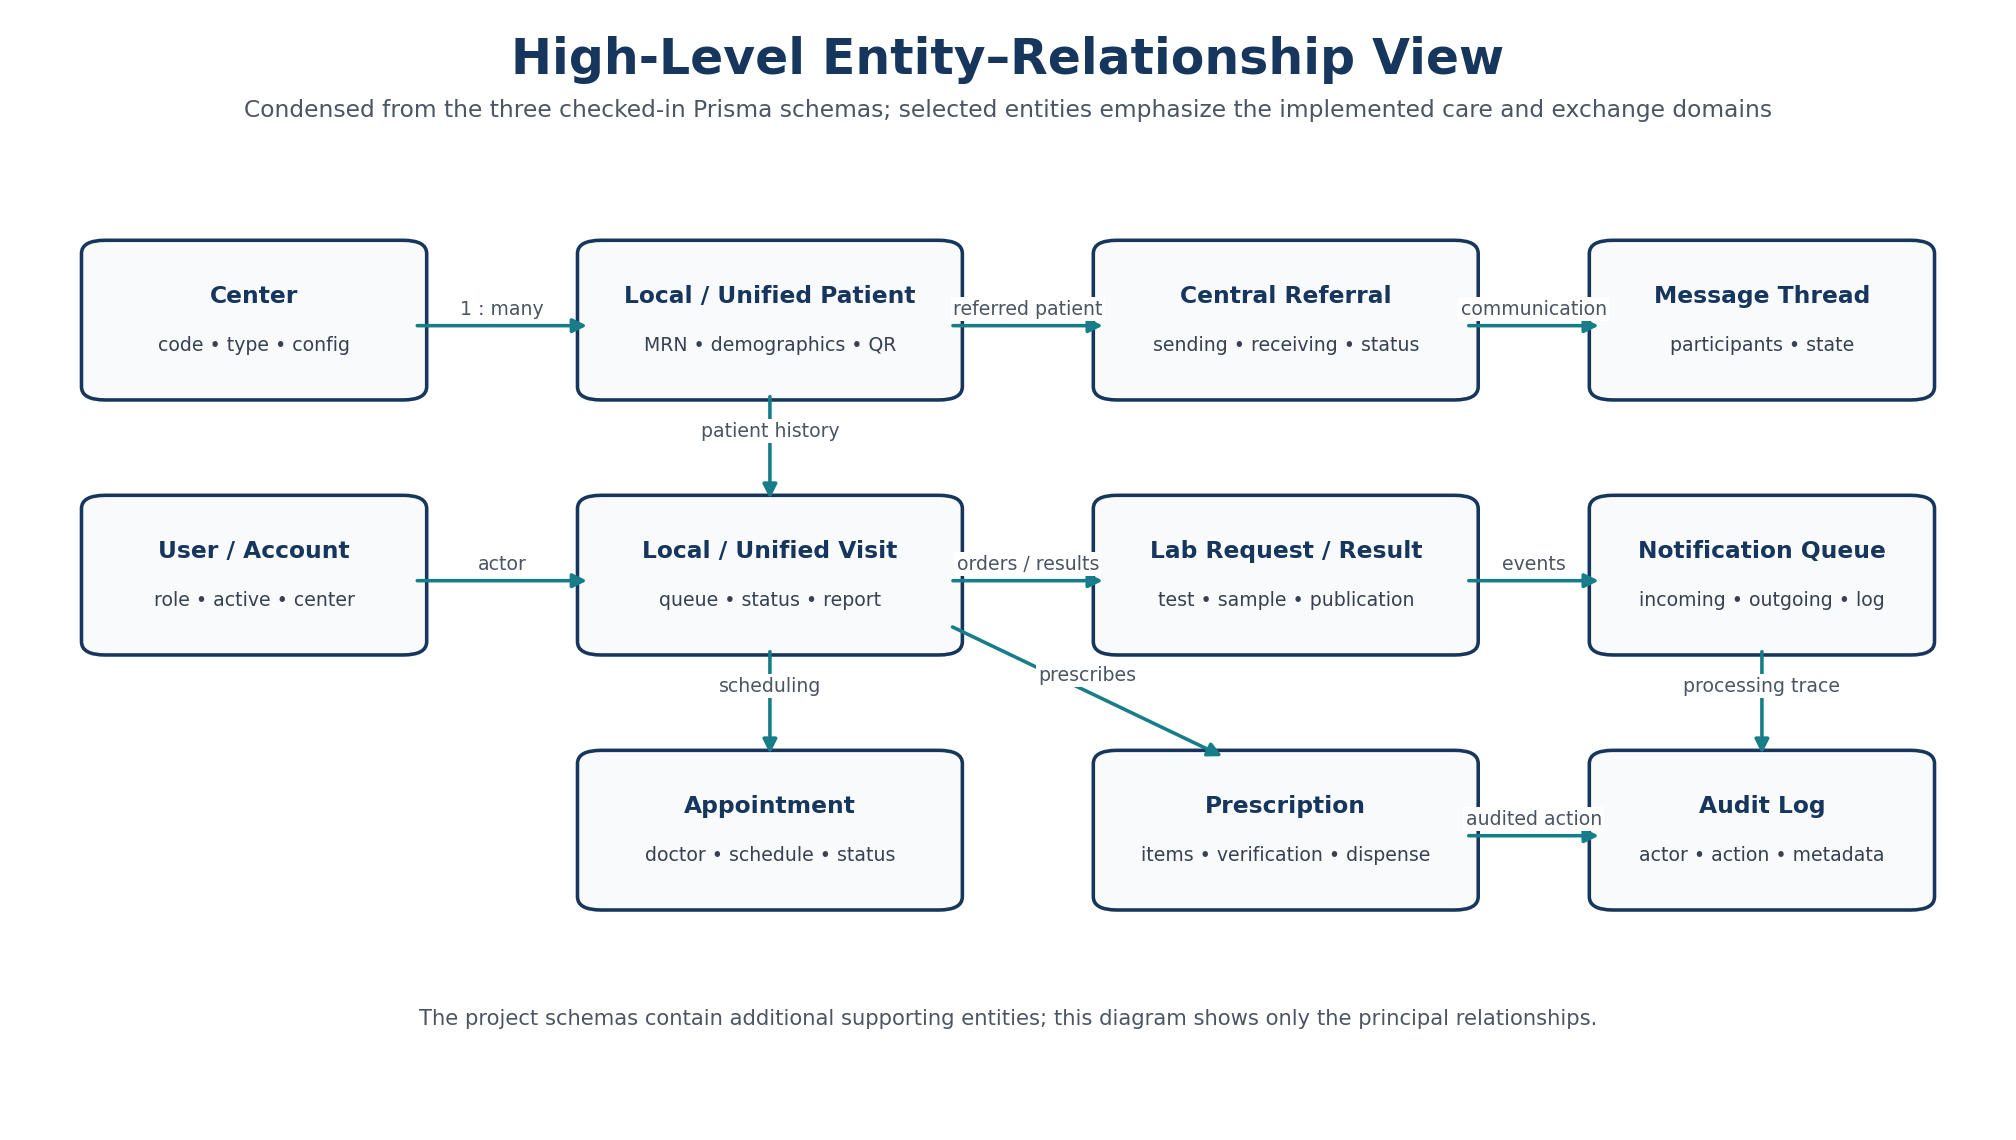 High-Level Entity–Relationship View
Condensed from the three checked-in Prisma schemas; selected entities emphasize the implemented care and exchange domains
Center
code • type • config
1 : many
Local / Unified Patient
MRN • demographics • QR
referred patient
Central Referral
sending • receiving • status
communication
Message Thread
participants • state
patient history
User / Account
role • active • center
actor
Local / Unified Visit
queue • status • report
orders / results
Lab Request / Result
test • sample • publication
events
Notification Queue
incoming • outgoing • log
scheduling
prescribes
processing trace
Appointment
doctor • schedule • status
Prescription
items • verification • dispense
audited action
Audit Log
actor • action • metadata
The project schemas contain additional supporting entities; this diagram shows only the principal relationships.